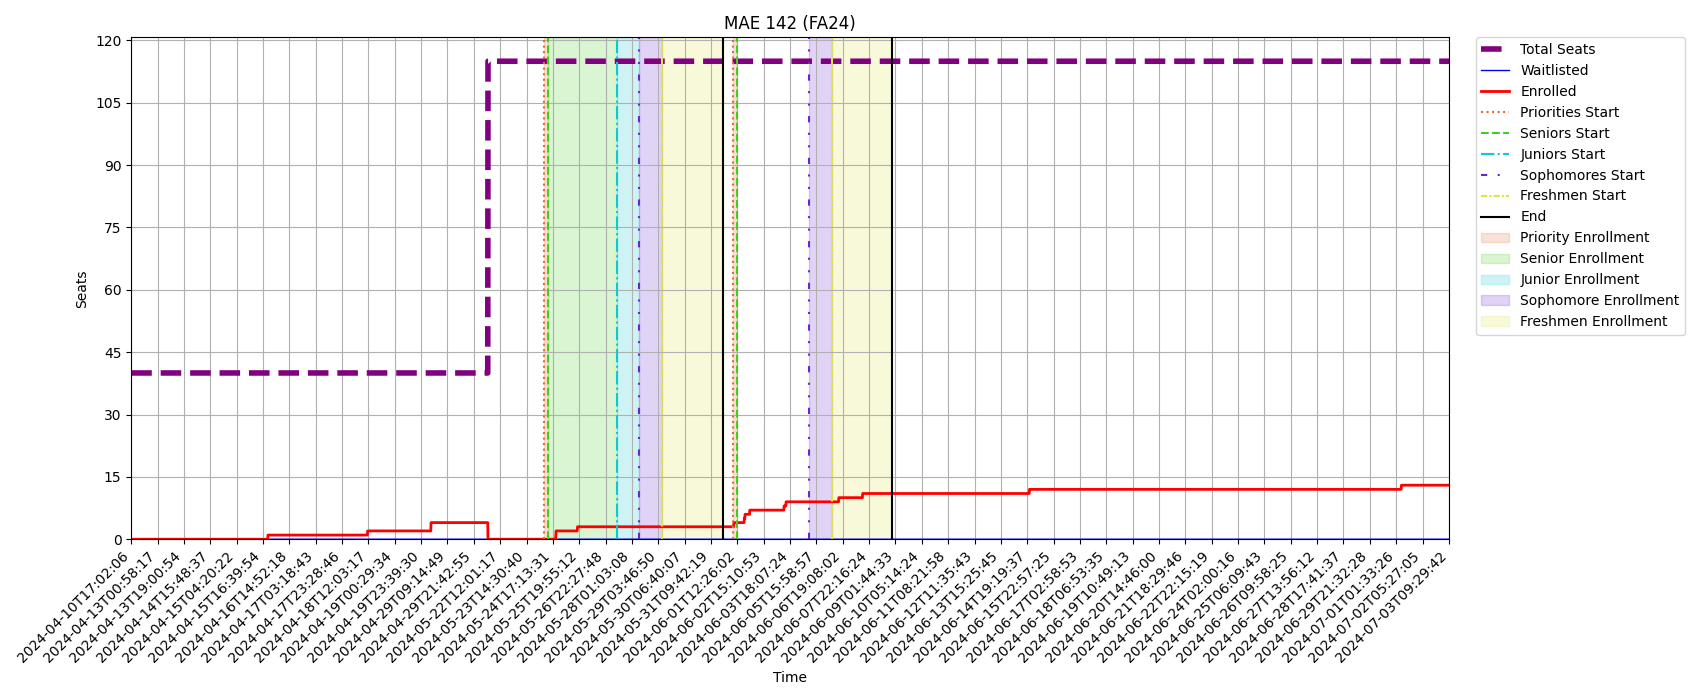 MAE 142 (FA24)
120
105
90
75
60
45
30
15
0
Seats
2024-04-10T17:02:06
2024-04-13T00:58:17
2024-04-13T19:00:54
2024-04-14T15:48:37
2024-04-15T04:20:22
2024-04-15T16:39:54
2024-04-16T14:52:18
2024-04-17T03:18:43
2024-04-17T23:28:46
2024-04-18T12:03:17
2024-04-19T00:29:34
2024-04-19T23:39:30
2024-04-29T09:14:49
2024-04-29T21:42:55
2024-05-22T12:01:17
2024-05-23T14:30:40
2024-05-24T17:13:31
2024-05-25T19:55:12
2024-05-26T22:27:48
2024-05-28T01:03:08
2024-05-29T03:46:50
2024-05-30T06:40:07
2024-05-31T09:42:19
2024-06-01T12:26:02
2024-06-02T15:10:53
2024-06-03T18:07:24
2024-06-05T15:58:57
2024-06-06T19:08:02
2024-06-07T22:16:24
2024-06-09T01:44:33
2024-06-10T05:14:24
2024-06-11T08:21:58
2024-06-12T11:35:43
2024-06-13T15:25:45
2024-06-14T19:19:37
2024-06-15T22:57:25
2024-06-17T02:58:53
2024-06-18T06:53:35
2024-06-19T10:49:13
2024-06-20T14:46:00
2024-06-21T18:29:46
2024-06-22T22:15:19
2024-06-24T02:00:16
2024-06-25T06:09:43
2024-06-26T09:58:25
2024-06-27T13:56:12
2024-06-28T17:41:37
2024-06-29T21:32:28
2024-07-01T01:33:26
2024-07-02T05:27:05
2024-07-03T09:29:42
Time
Total Seats
Waitlisted
Enrolled
Priorities Start
Seniors Start
Juniors Start
Sophomores Start
Freshmen Start
End
Priority Enrollment
Senior Enrollment
Junior Enrollment
Sophomore Enrollment
Freshmen Enrollment